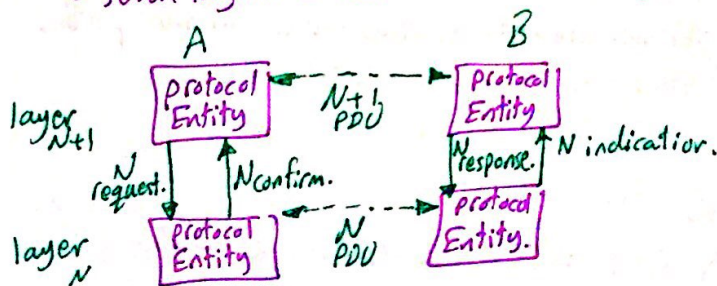 A B
protocol Entity
N+1 PDU
protocol Entity
layer N+1
N request.
N confirm.
N response.
N indication.
layer N
protocol Entity
N PDU
protocol Entity.